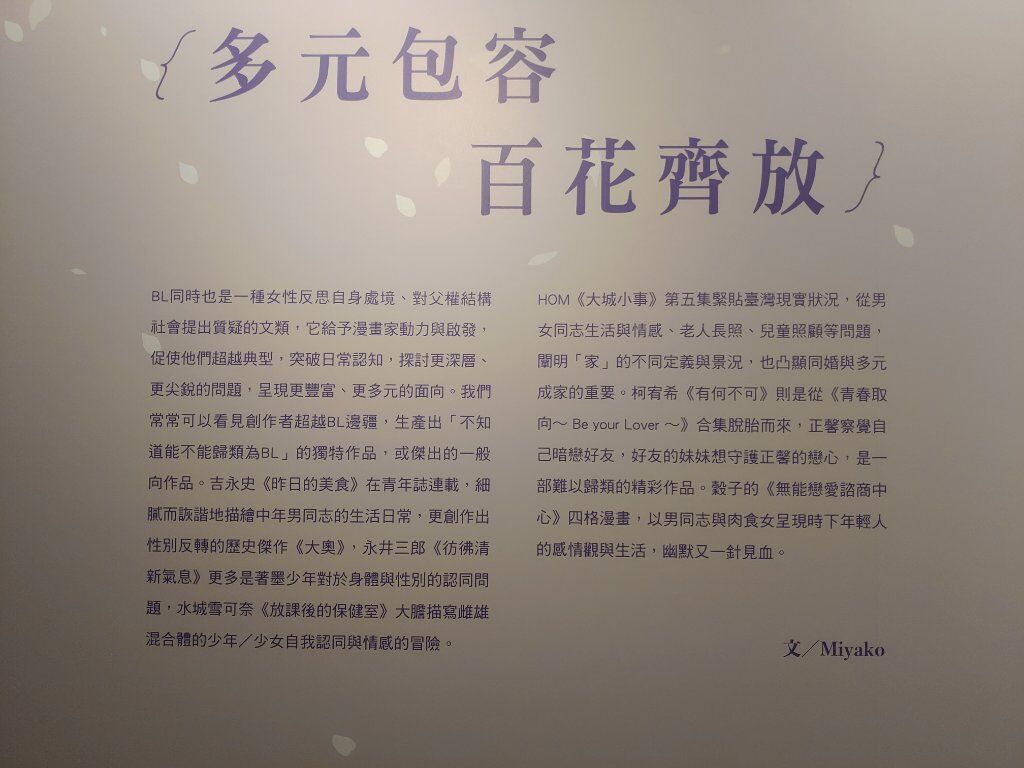 { 多元包容
百花齊放 }
BL同時也是一種女性反思自身處境、對父權結構
社會提出質疑的文類，它給予漫畫家動力與啟發，
促使他們超越典型，突破日常認知，探討更深層、
更尖銳的問題，呈現更豐富、更多元的面向。我們
常常可以看見創作者超越BL邊疆，生產出「不知
道能不能歸類為BL」的獨特作品，或傑出的一般
向作品。吉永史《昨日的美食》在青年誌連載，細
膩而詼諧地描繪中年男同志的生活日常，更創作出
性別反轉的歷史傑作《大奧》，永井三郎《彷彿清
新氣息》更多是著墨少年對於身體與性別的認同問
題，水城雪可奈《放課後的保健室》大膽描寫雌雄
混合體的少年／少女自我認同與情感的冒險。
HOM《大城小事》第五集緊貼臺灣現實狀況，從男
女同志生活與情感、老人長照、兒童照顧等問題，
闡明「家」的不同定義與景況，也凸顯同婚與多元
成家的重要。柯宥希《有何不可》則是從《青春取
向～ Be your Lover ～》合集脫胎而來，正馨察覺自
己暗戀好友，好友的妹妹想守護正馨的戀心，是一
部難以歸類的精彩作品。穀子的《無能戀愛諮商中
心》四格漫畫，以男同志與肉食女呈現時下年輕人
的感情觀與生活，幽默又一針見血。
文／Miyako